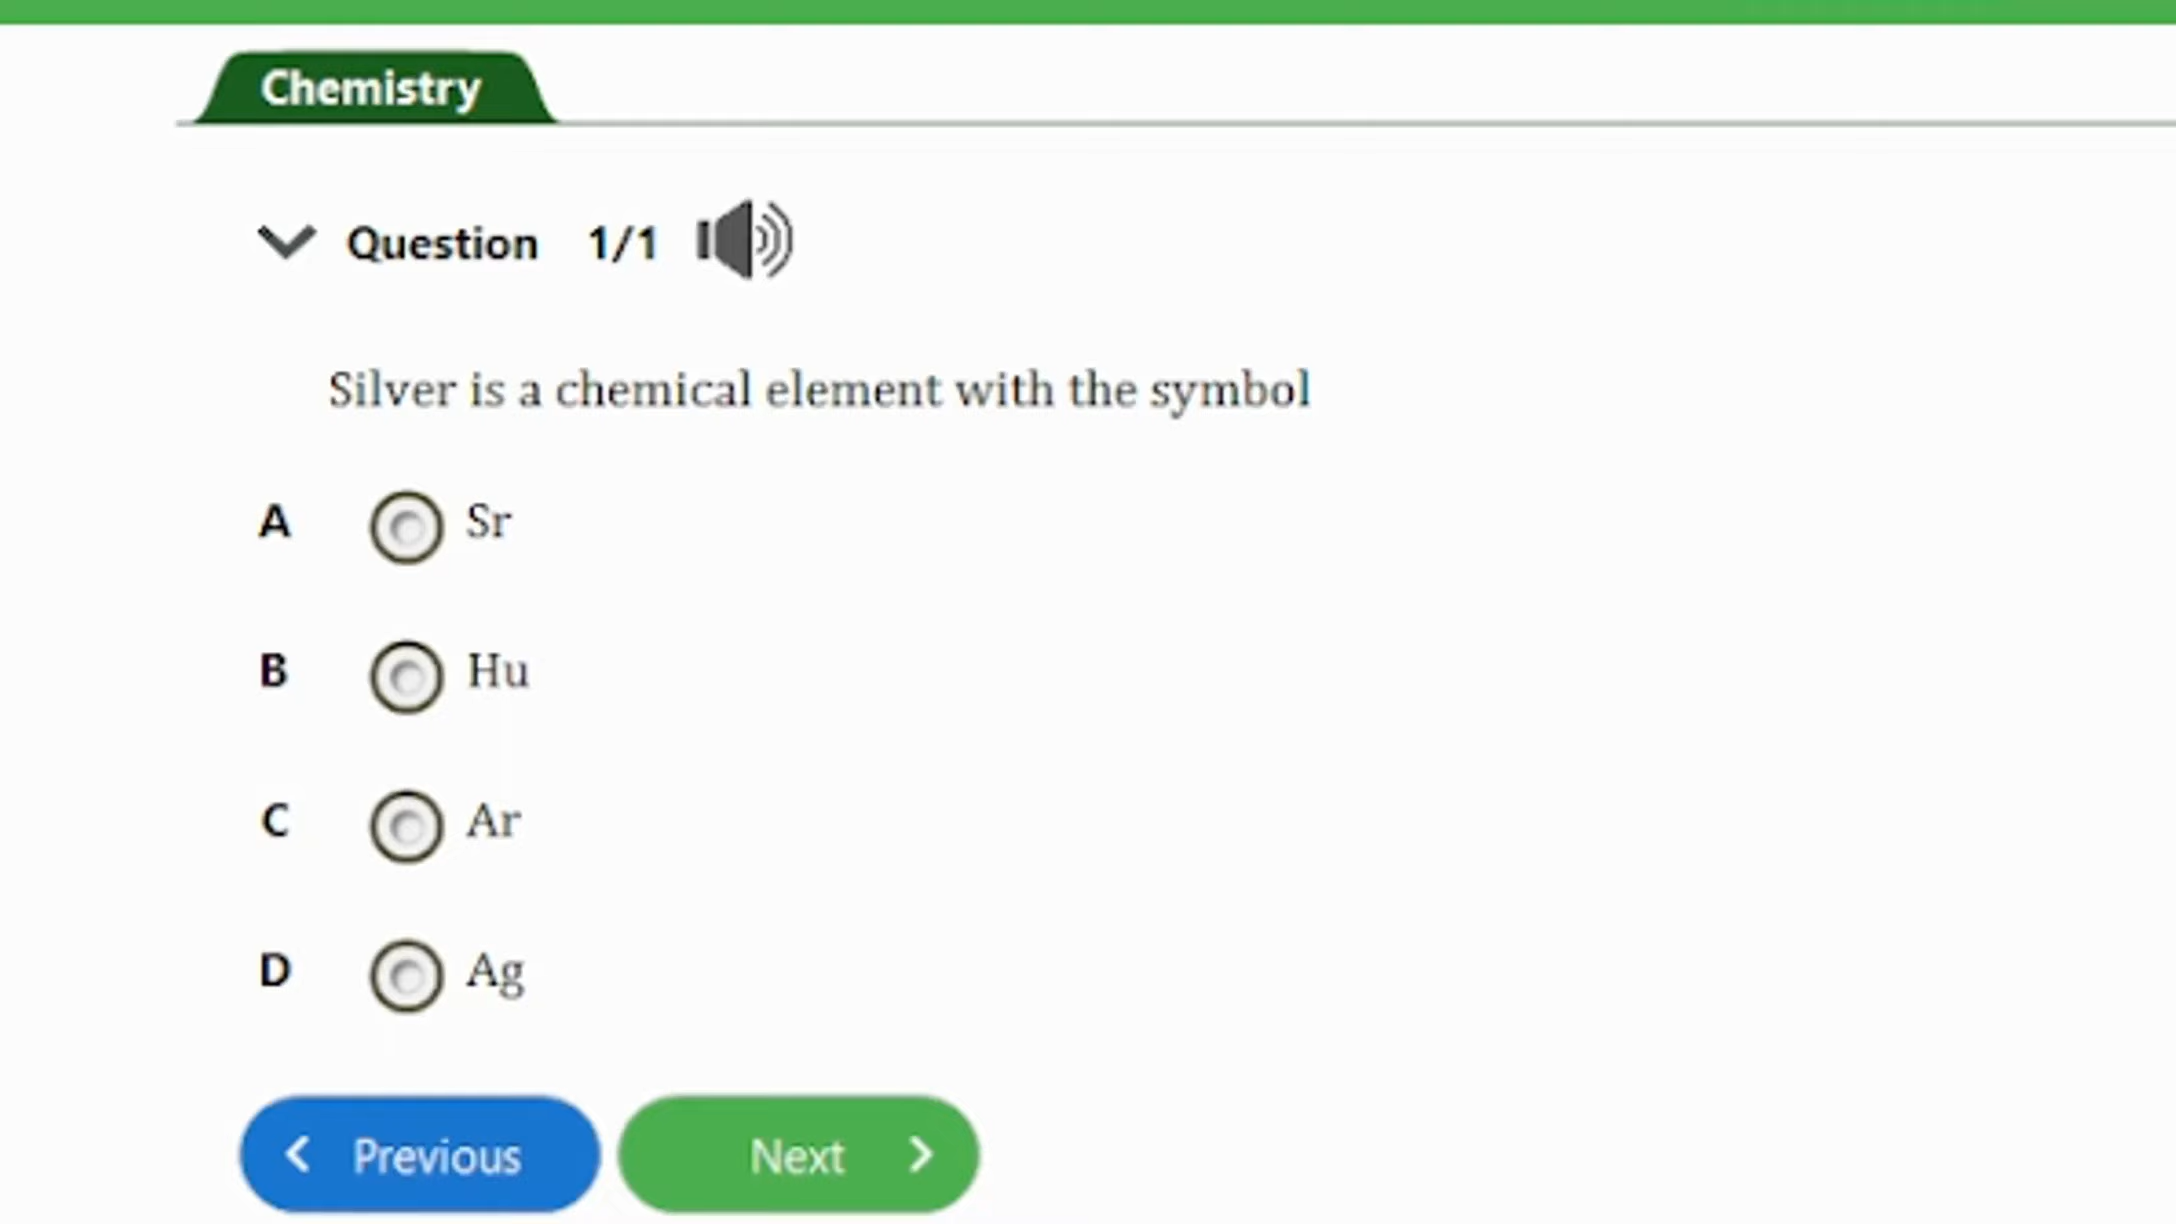 Chemistry
Question 1/1
Silver is a chemical element with the symbol
A Sr
B Hu
C Ar
D Ag
Previous Next